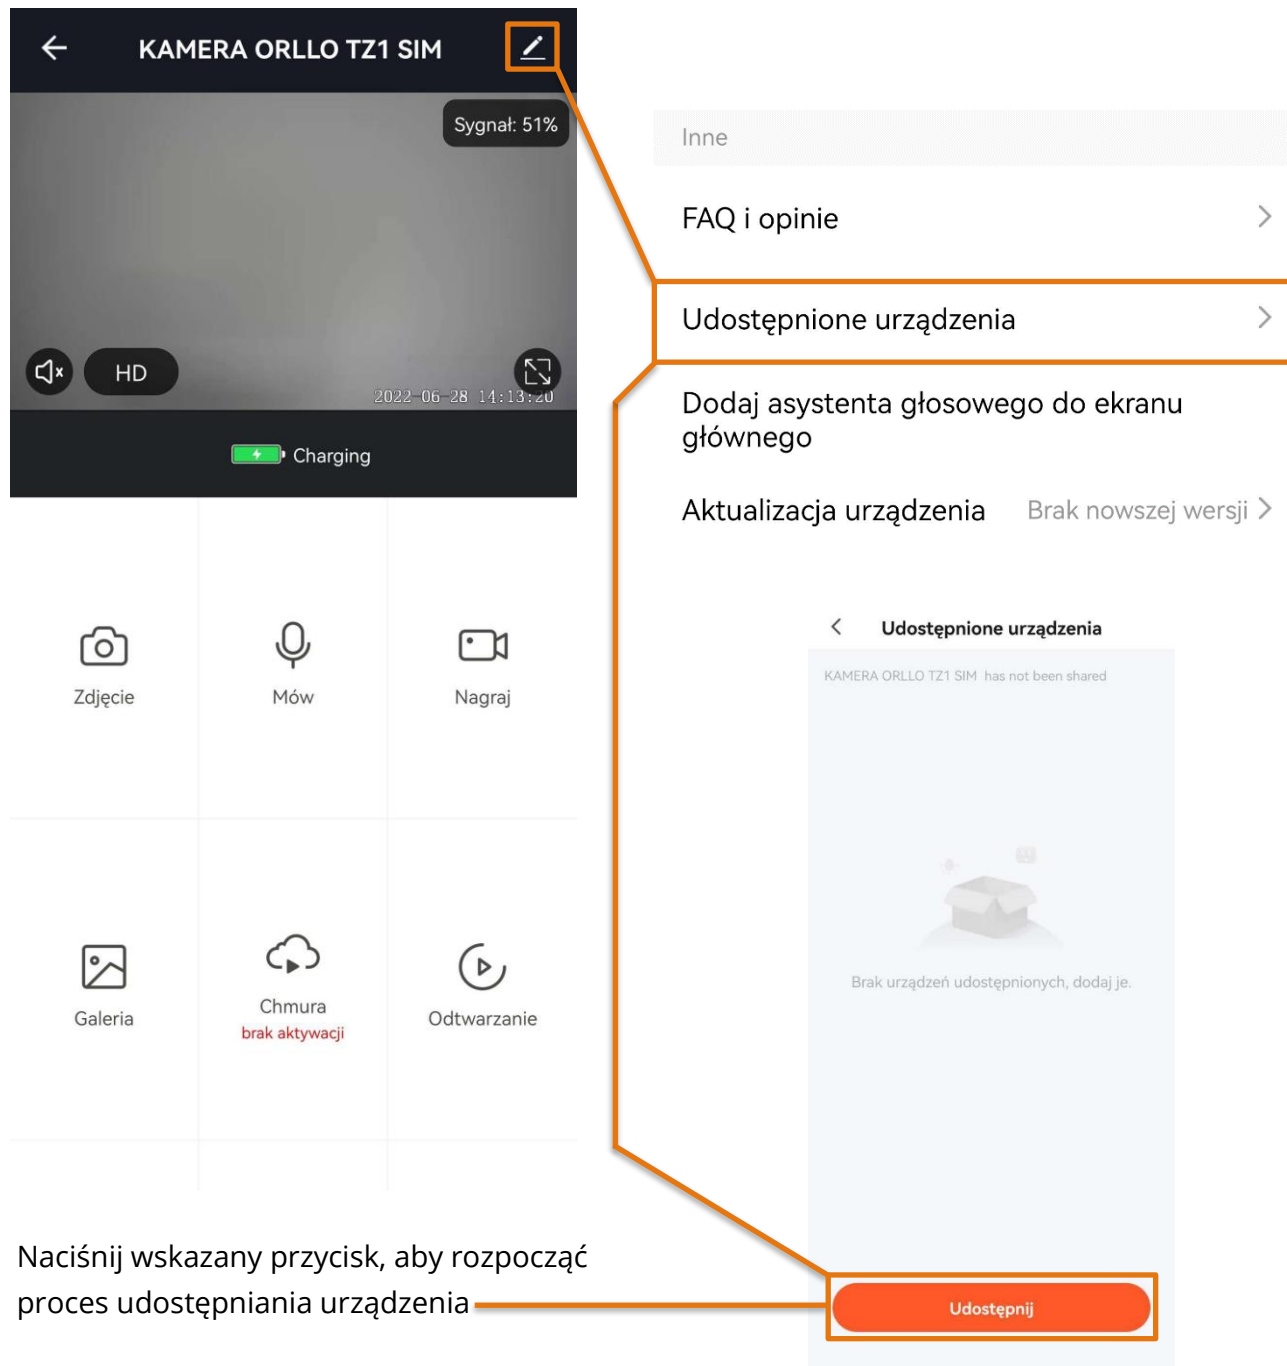 KAMERA ORLLO TZ1 SIM
Sygnał: 51%
HD
2022-06-28 14:13:20
Charging
Zdjęcie
Mów
Nagraj
Galeria
Chmura
brak aktywacji
Odtwarzanie
Inne
FAQ i opinie
Udostępnione urządzenia
Dodaj asystenta głosowego do ekranu
głównego
Aktualizacja urządzenia Brak nowszej wersji
Udostępnione urządzenia
KAMERA ORLLO TZ1 SIM has not been shared
Brak urządzeń udostępnionych, dodaj je.
Naciśnij wskazany przycisk, aby rozpocząć
proces udostępniania urządzenia
Udostępnij